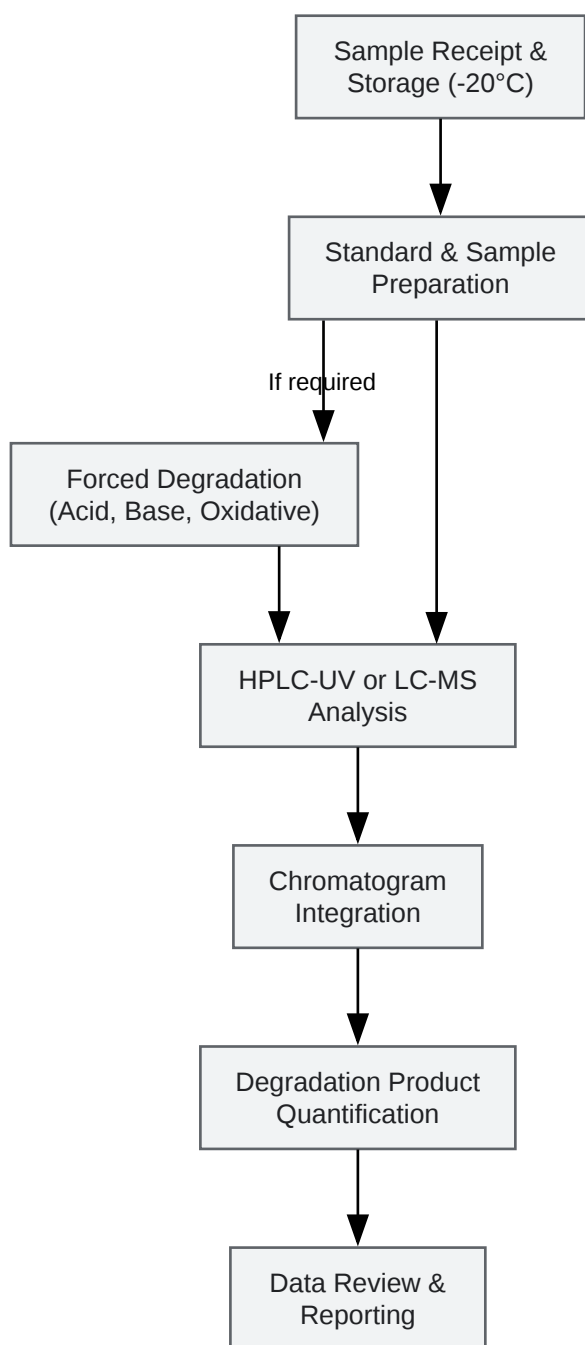 Sample Receipt &
Storage (-20°C)
Standard & Sample
Preparation
If required
Forced Degradation
(Acid, Base, Oxidative)
HPLC-UV or LC-MS
Analysis
Chromatogram
Integration
Degradation Product
Quantification
Data Review &
Reporting